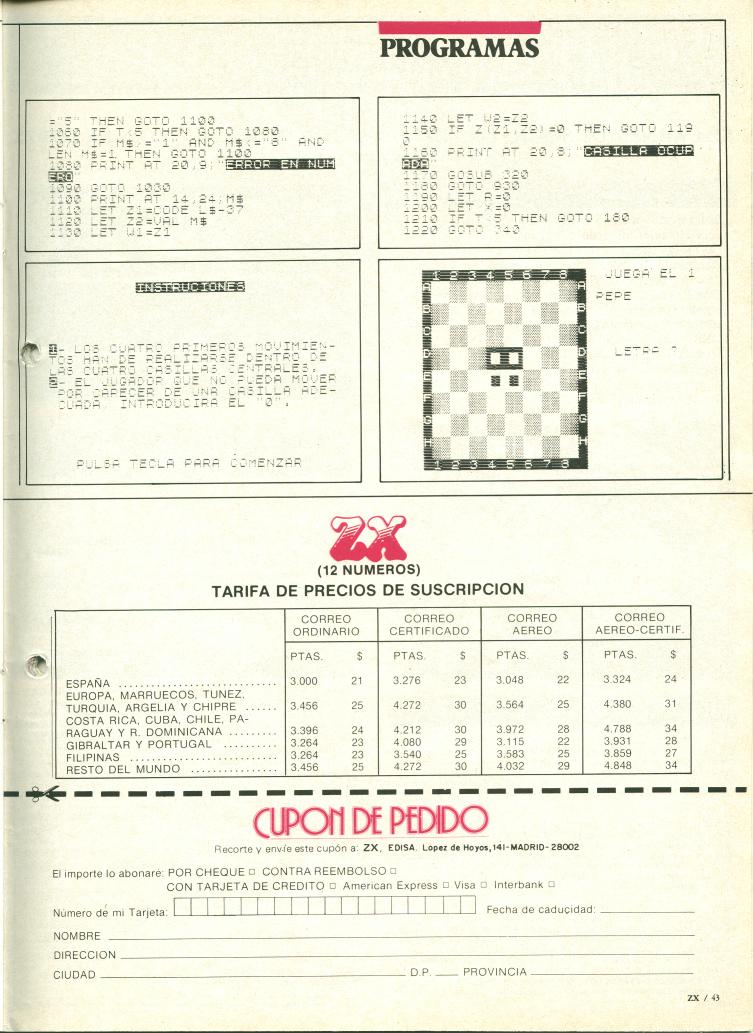 PROGRAMAS
="5" THEN GOTO 1100
1060 IF T<5 THEN GOTO 1080
1070 IF M$>="1" AND M$<="8" AND
LEN M$=1 THEN GOTO 1100
1080 PRINT AT 20,9;"ERROR EN NUM
ERO"
1090 GOTO 1030
1100 PRINT AT 14,24;M$
1110 LET Z1=CODE L$-37
1120 LET Z2=VAL M$
1130 LET W1=Z1
1140 LET W2=Z2
1150 IF Z(Z1,Z2)=0 THEN GOTO 119
0
1160 PRINT AT 20,8;"CASILLA OCUP
ADA"
1170 GOSUB 320
1180 GOTO 930
1190 LET R=0
1200 LET X=0
1210 IF T<5 THEN GOTO 180
1220 GOTO 340
INSTRUCIONES
1- LOS CUATRO PRIMEROS MOVIMIEN-
TOS HAN DE REALIZARSE DENTRO DE
LAS CUATRO CASILLAS CENTRALES.
2- EL JUGADOR QUE NO PUEDA MOVER
POR CARECER DE UNA CASILLA ADE-
CUADA, INTRODUCIRA EL "0".
PULSA TECLA PARA COMENZAR
1 2 3 4 5 6 7 8
JUEGA EL 1
A A
PEPE
B B
C C
D D
LETRA ?
E E
F F
G G
H H
1 2 3 4 5 6 7 8
ZX
(12 NUMEROS)
TARIFA DE PRECIOS DE SUSCRIPCION
CORREO ORDINARIO CORREO CERTIFICADO CORREO AEREO CORREO AEREO-CERTIF.
PTAS. $ PTAS. $ PTAS. $ PTAS. $
ESPAÑA ............................ 3.000 21 3.276 23 3.048 22 3.324 24
EUROPA, MARRUECOS, TUNEZ,
TURQUIA, ARGELIA Y CHIPRE ...... 3.456 25 4.272 30 3.564 25 4.380 31
COSTA RICA, CUBA, CHILE, PA-
RAGUAY Y R. DOMINICANA ......... 3.396 24 4.212 30 3.972 28 4.788 34
GIBRALTAR Y PORTUGAL .......... 3.264 23 4.080 29 3.115 22 3.931 28
FILIPINAS ........................... 3.264 23 3.540 25 3.583 25 3.859 27
RESTO DEL MUNDO ................ 3.456 25 4.272 30 4.032 29 4.848 34
CUPON DE PEDIDO
Recorte y envíe este cupón a: ZX, EDISA. Lopez de Hoyos,141-MADRID-28002
El importe lo abonaré: POR CHEQUE □ CONTRA REEMBOLSO □
CON TARJETA DE CREDITO □ American Express □ Visa □ Interbank □
Número de mi Tarjeta: Fecha de caducidad:
NOMBRE
DIRECCION
CIUDAD D.P. PROVINCIA
ZX / 43